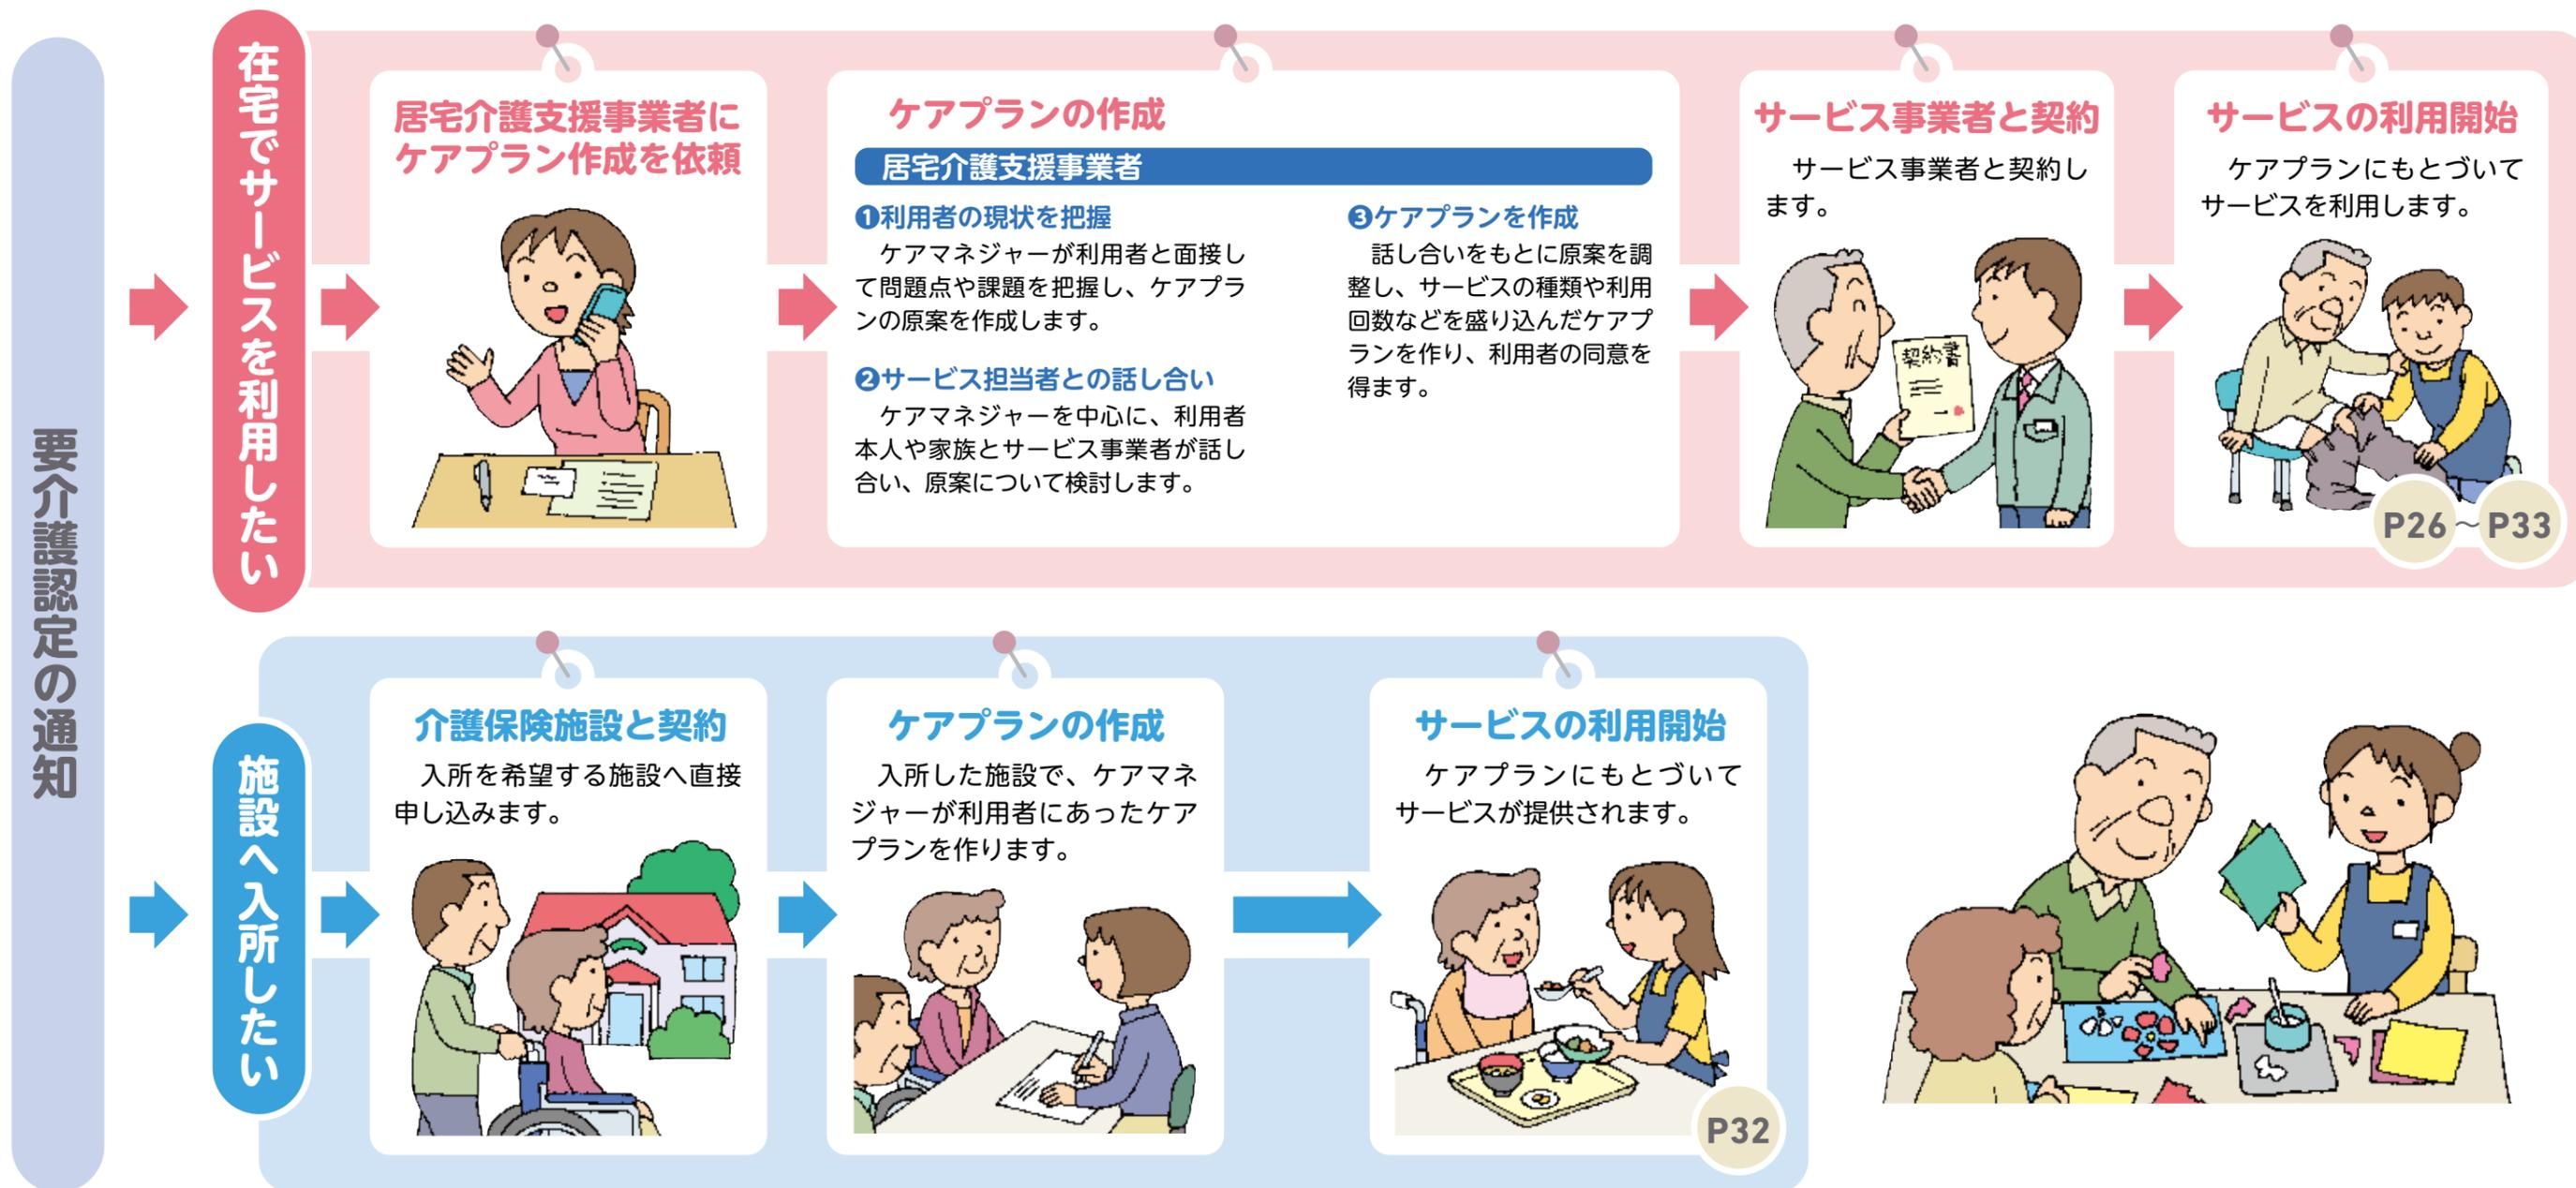 要介護認定の通知
在宅でサービスを利用したい
居宅介護支援事業者に
ケアプラン作成を依頼
ケアプランの作成
居宅介護支援事業者
❶利用者の現状を把握
ケアマネジャーが利用者と面接し
て問題点や課題を把握し、ケアプラ
ンの原案を作成します。
❷サービス担当者との話し合い
ケアマネジャーを中心に、利用者
本人や家族とサービス事業者が話し
合い、原案について検討します。
❸ケアプランを作成
話し合いをもとに原案を調
整し、サービスの種類や利用
回数などを盛り込んだケアプ
ランを作り、利用者の同意を
得ます。
サービス事業者と契約
サービス事業者と契約し
ます。
契約書
サービスの利用開始
ケアプランにもとづいて
サービスを利用します。
P26～P33
施設へ入所したい
介護保険施設と契約
入所を希望する施設へ直接
申し込みます。
ケアプランの作成
入所した施設で、ケアマネ
ジャーが利用者にあったケア
プランを作ります。
サービスの利用開始
ケアプランにもとづいて
サービスが提供されます。
P32